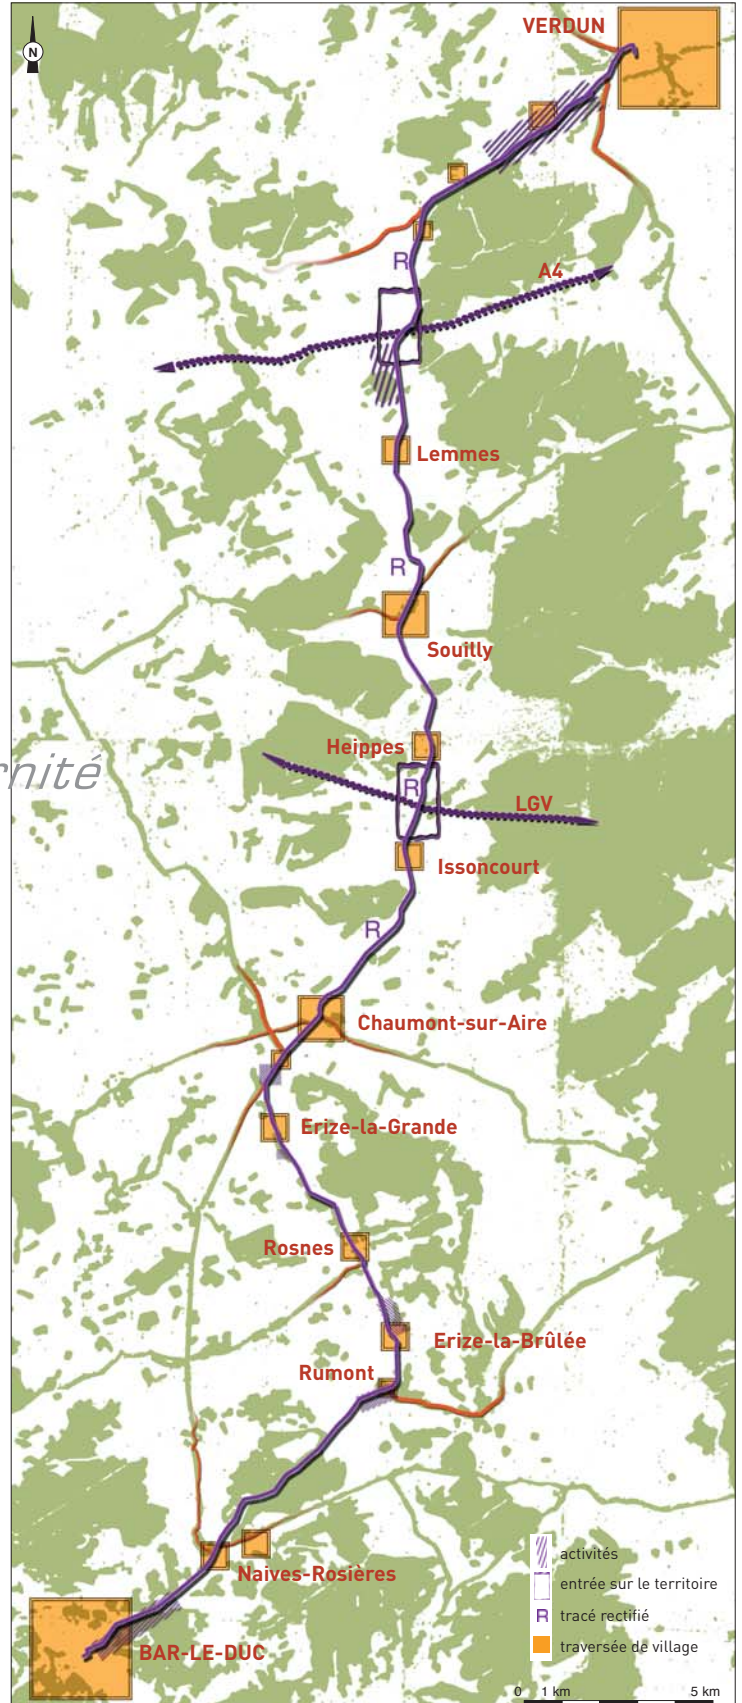 VERDUN
N
R
A4
Lemmes
R
Souilly
Heippes
rnité
R
LGV
Issoncourt
R
Chaumont-sur-Aire
Erize-la-Grande
Rosnes
Erize-la-Brûlée
Rumont
Naives-Rosières
BAR-LE-DUC
activités
entrée sur le territoire
R tracé rectifié
traversée de village
0 1 km 5 km